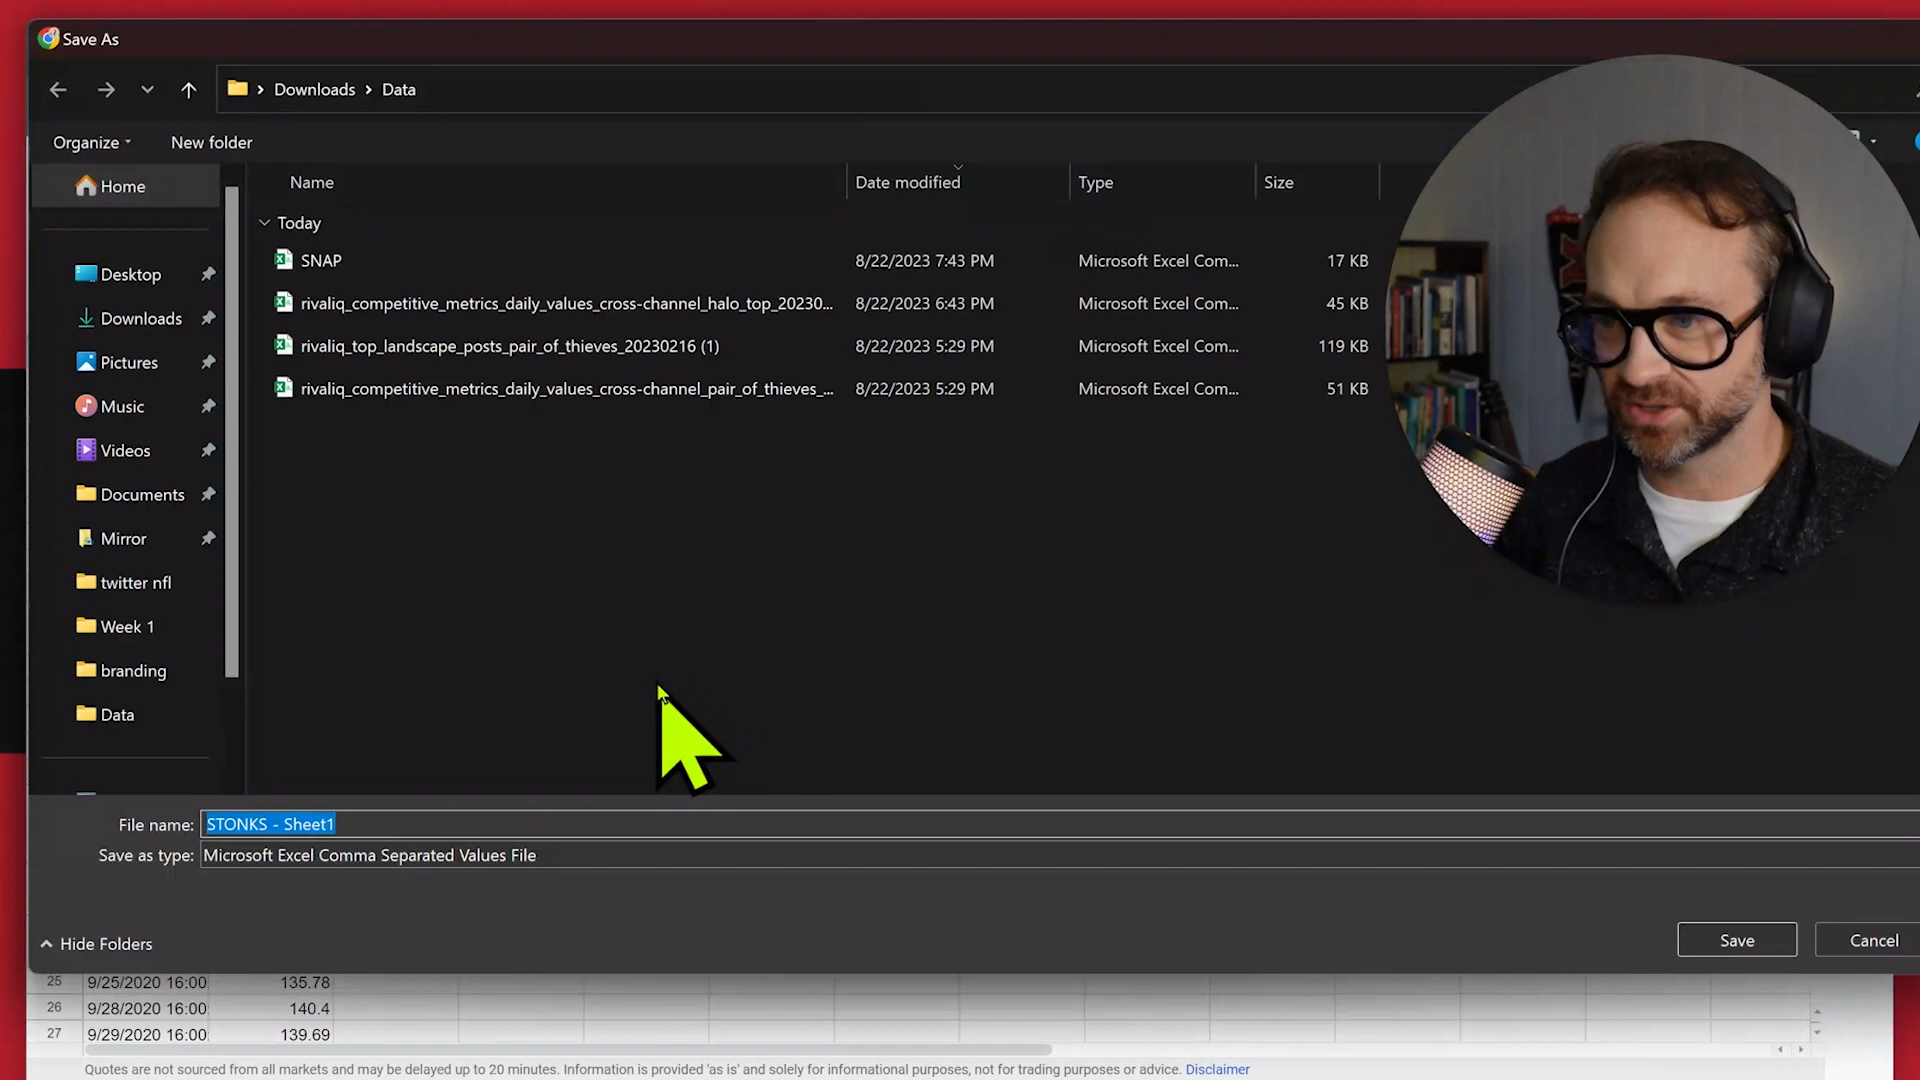 Save As
Downloads > Data
Organize
New folder
Home
Desktop
Downloads
Pictures
Music
Videos
Documents
Mirror
twitter nfl
Week 1
branding
Data
Name Date modified Type Size
Today
SNAP 8/22/2023 7:43 PM Microsoft Excel Com... 17 KB
rivaliq_competitive_metrics_daily_values_cross-channel_halo_top_20230... 8/22/2023 6:43 PM Microsoft Excel Com... 45 KB
rivaliq_top_landscape_posts_pair_of_thieves_20230216 (1) 8/22/2023 5:29 PM Microsoft Excel Com... 119 KB
rivaliq_competitive_metrics_daily_values_cross-channel_pair_of_thieves_... 8/22/2023 5:29 PM Microsoft Excel Com... 51 KB
File name: STONKS - Sheet1
Save as type: Microsoft Excel Comma Separated Values File
Hide Folders
Save
Cancel
25 9/25/2020 16:00: 135.78
26 9/28/2020 16:00: 140.4
27 9/29/2020 16:00: 139.69
Quotes are not sourced from all markets and may be delayed up to 20 minutes. Information is provided 'as is' and solely for informational purposes, not for trading purposes or advice. Disclaimer